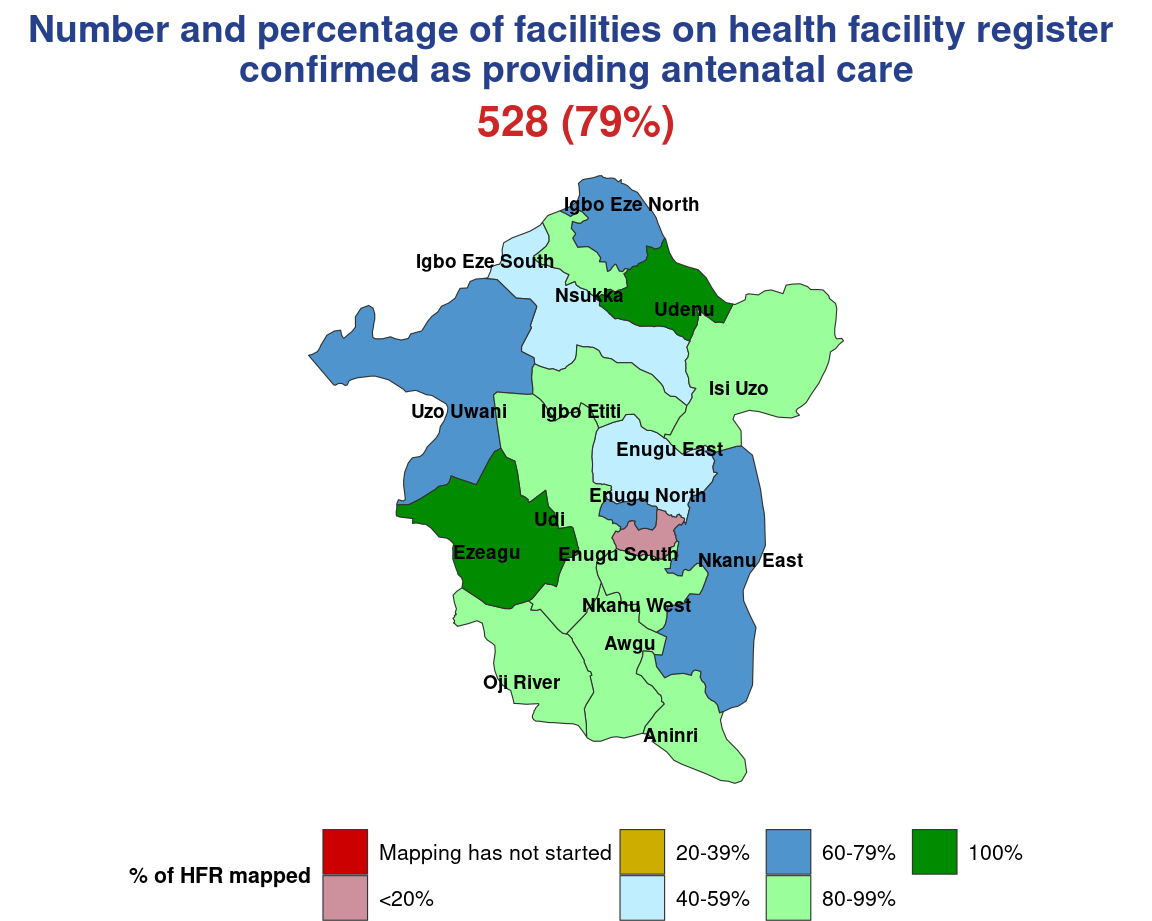 Number and percentage of facilities on health facility register
confirmed as providing antenatal care
528 (79%)
Igbo Eze North
Igbo Eze South
Nsukka
Udenu
Isi Uzo
Uzo Uwani
Igbo Etiti
Enugu East
Enugu North
Udi
Ezeagu
Enugu South
Nkanu East
Nkanu West
Awgu
Oji River
Aninri
% of HFR mapped
Mapping has not started
<20%
20-39%
40-59%
60-79%
80-99%
100%